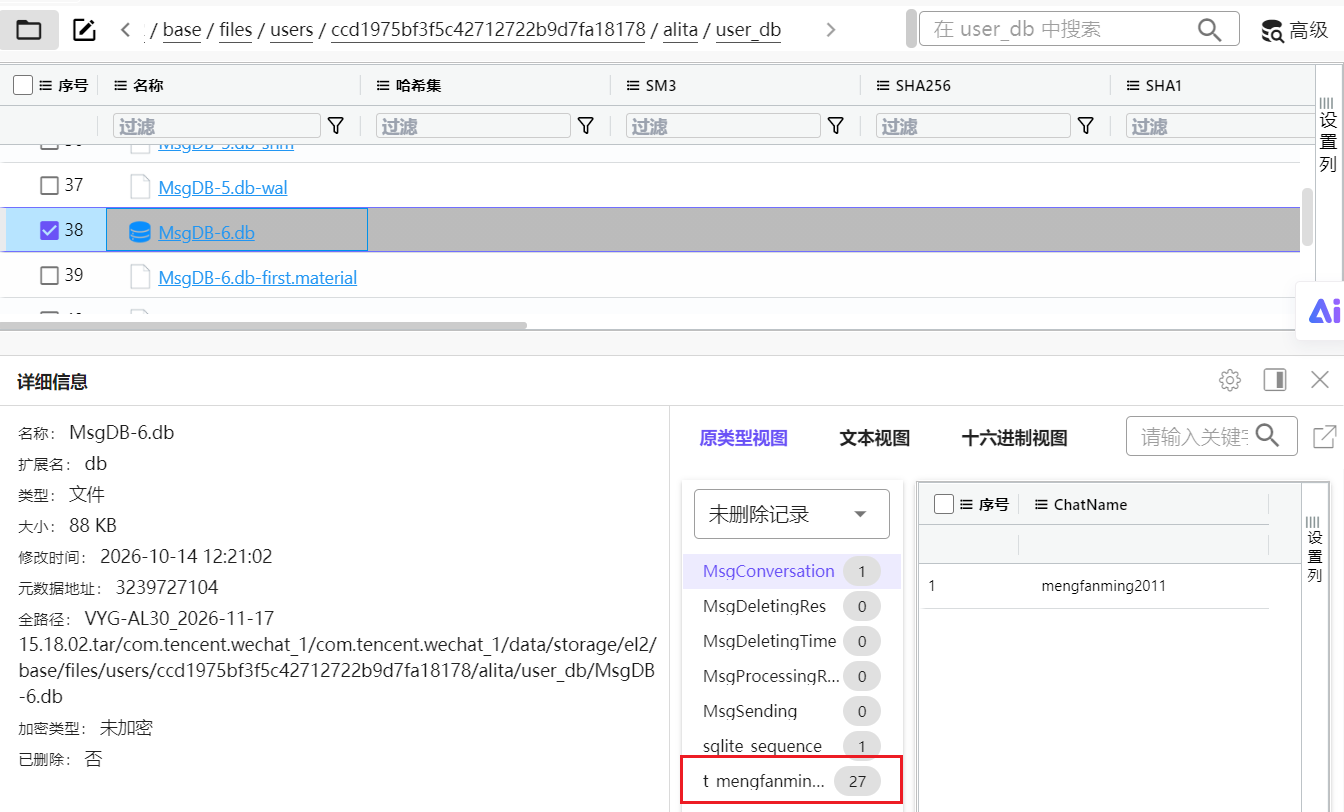 / base / files / users / ccd1975bf3f5c42712722b9d7fa18178 / alita / user_db
在 user_db 中搜索
高级
序号 名称 哈希集 SM3 SHA256 SHA1
过滤 过滤 过滤 过滤 过滤
MsgDB-5.db-shm
37 MsgDB-5.db-wal
38 MsgDB-6.db
39 MsgDB-6.db-first.material
设置列
Ai
详细信息
名称: MsgDB-6.db
扩展名: db
类型: 文件
大小: 88 KB
修改时间: 2026-10-14 12:21:02
元数据地址: 3239727104
全路径: VYG-AL30_2026-11-17
15.18.02.tar/com.tencent.wechat_1/com.tencent.wechat_1/data/storage/el2/
base/files/users/ccd1975bf3f5c42712722b9d7fa18178/alita/user_db/MsgDB
-6.db
加密类型: 未加密
已删除: 否
原类型视图 文本视图 十六进制视图
请输入关键字
未删除记录
MsgConversation 1
MsgDeletingRes 0
MsgDeletingTime 0
MsgProcessingR... 0
MsgSending 0
sqlite_sequence 1
t_mengfanmin... 27
序号 ChatName
1 mengfanming2011
设置列